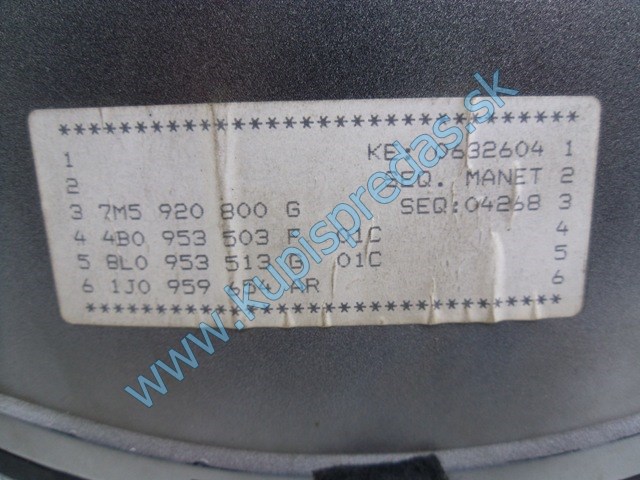 ************************************
1 KE: 0632604 1
2 SEQ. MANET 2
3 7M5 920 800 G SEQ:04268 3
4 4B0 953 503 F 01C 4
5 8L0 953 513 G 01C 5
6 1J0 959 654 AR 6
************************************
www.kupispredas.sk